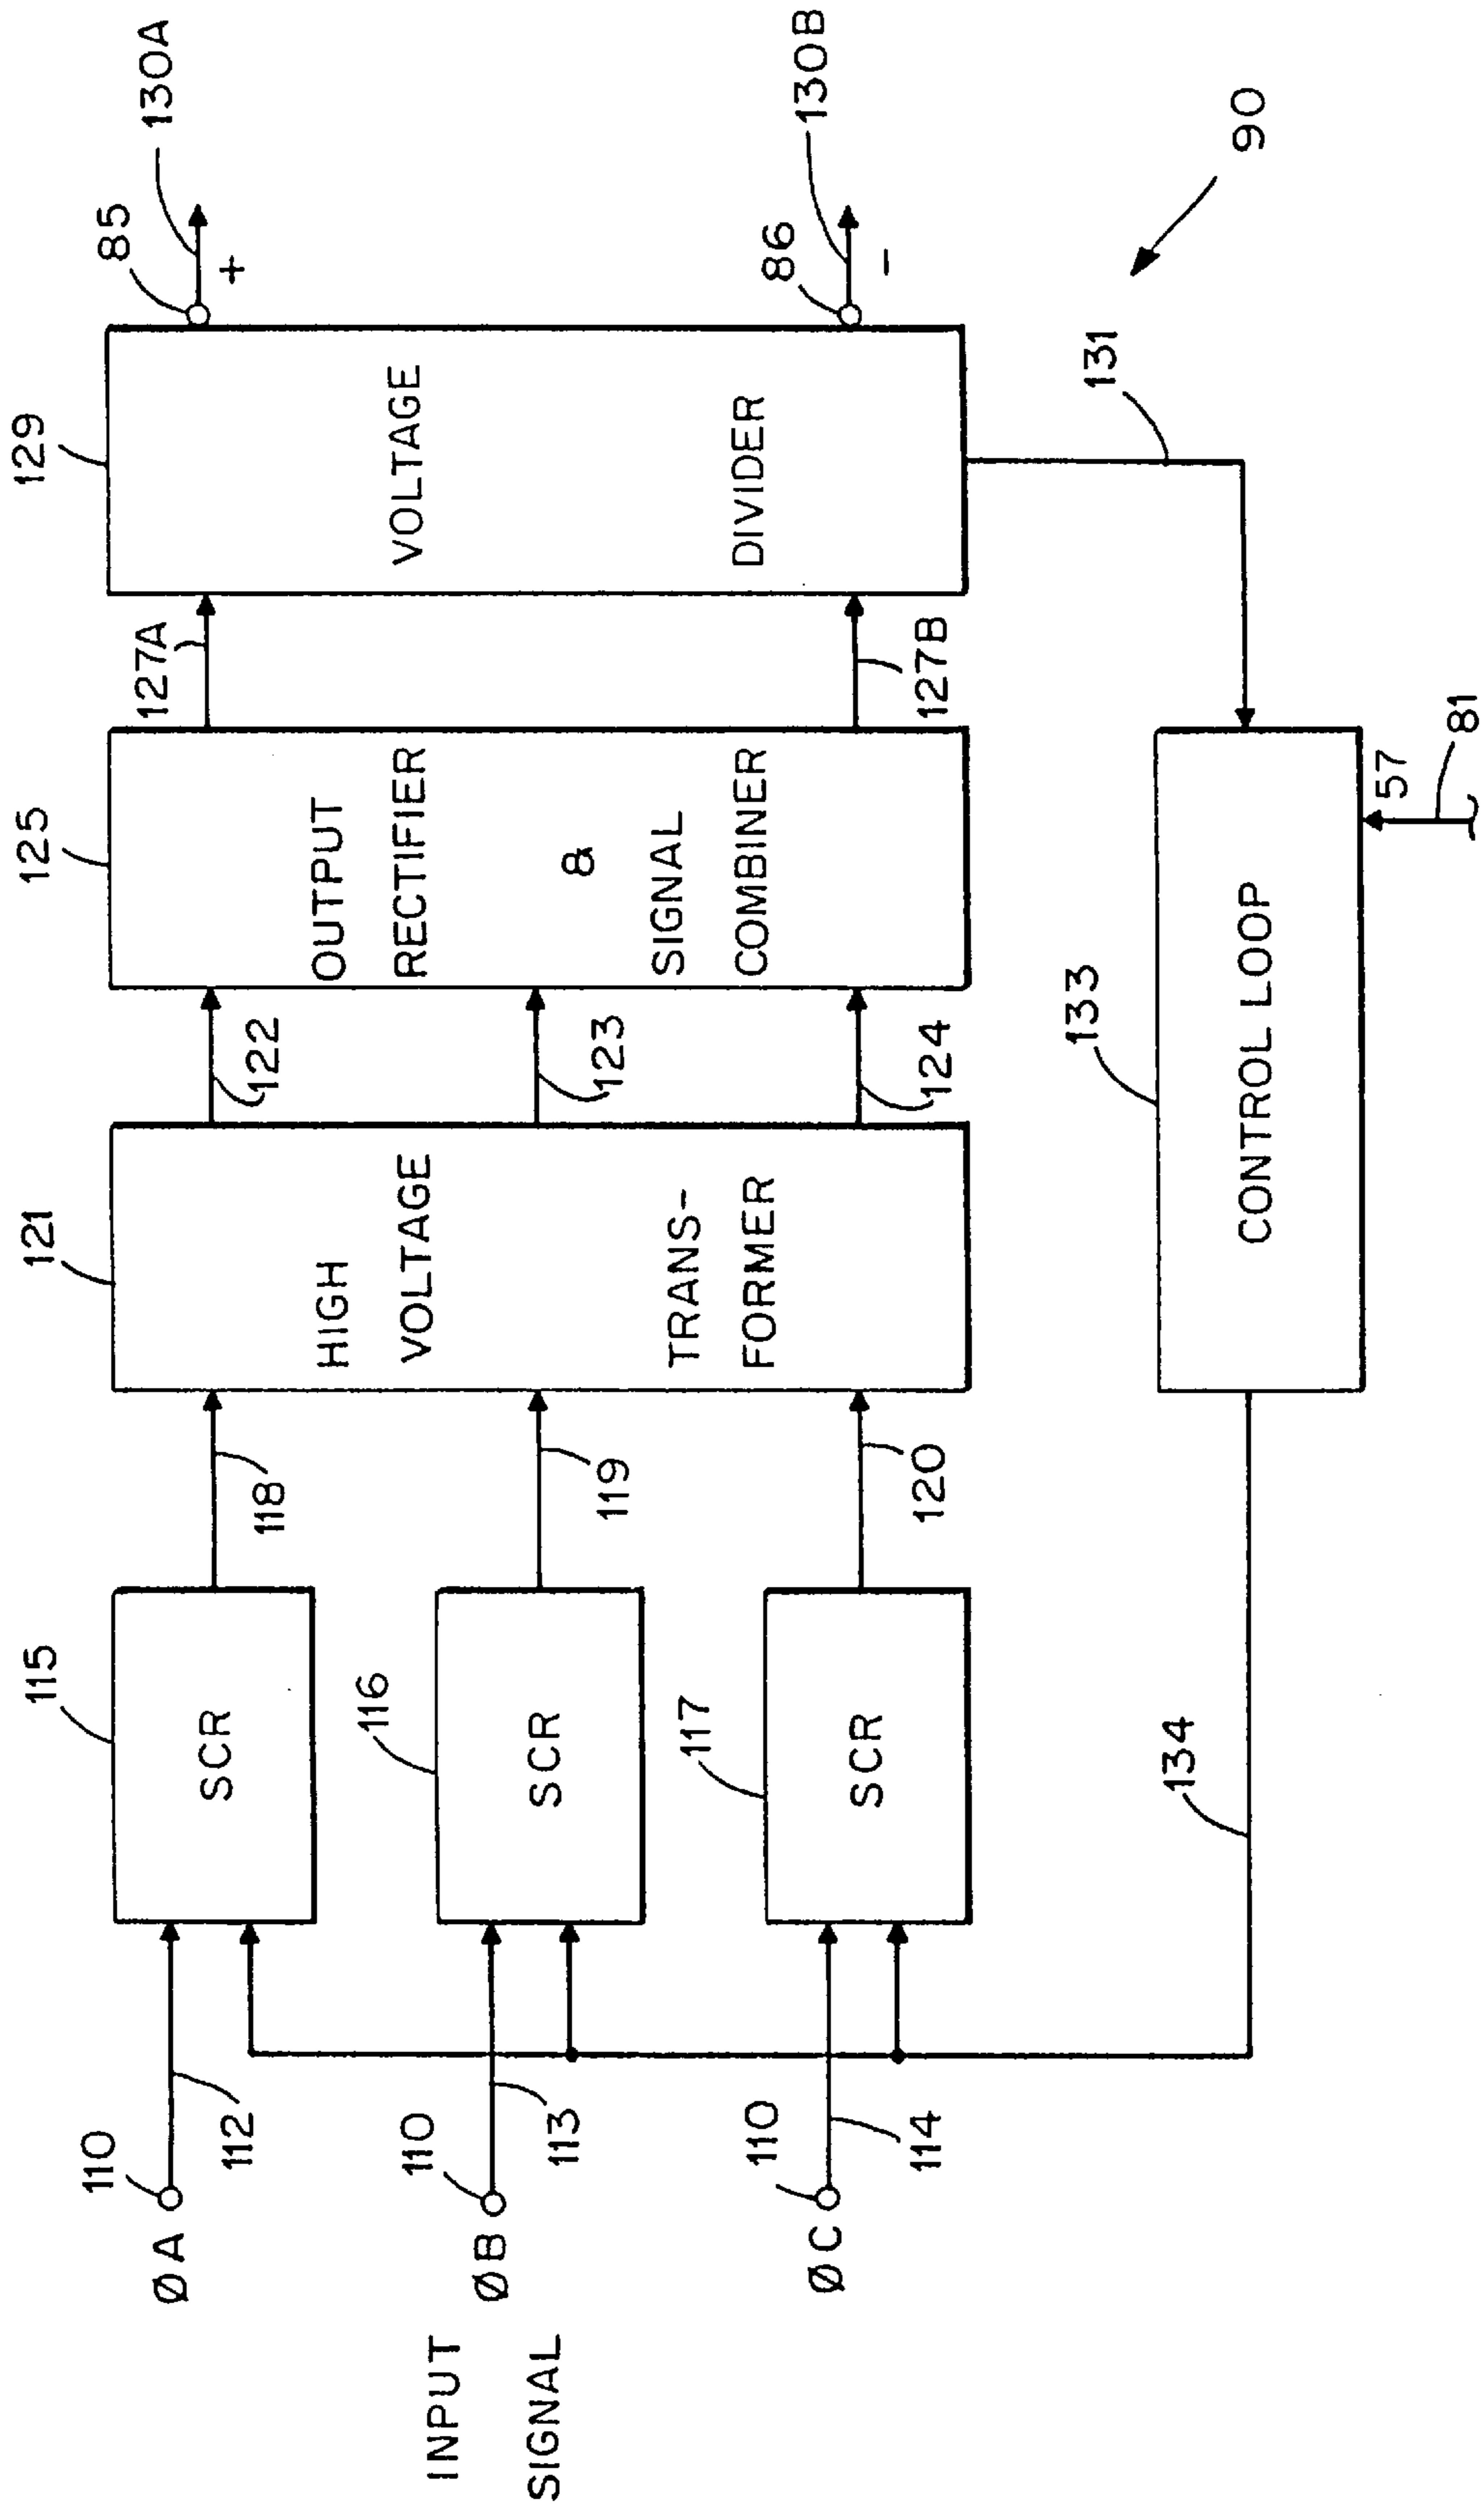 129
85
130A
125
127A
+
121
122
115
118
110
ØA
112
SCR
HIGH
VOLTAGE
TRANS-
FORMER
OUTPUT
RECTIFIER
&
SIGNAL
COMBINER
VOLTAGE
DIVIDER
INPUT
SIGNAL
110
ØB
113
116
SCR
119
123
110
ØC
114
117
SCR
120
124
127B
86
130B
-
134
133
CONTROL LOOP
131
90
57
81